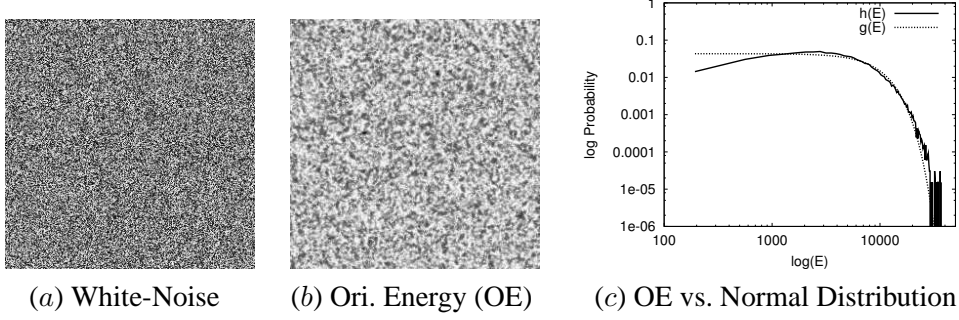 1
0.1
0.01
0.001
0.0001
1e-05
1e-06
log Probability
h(E)
g(E)
100
1000
10000
log(E)
(a) White-Noise
(b) Ori. Energy (OE)
(c) OE vs. Normal Distribution